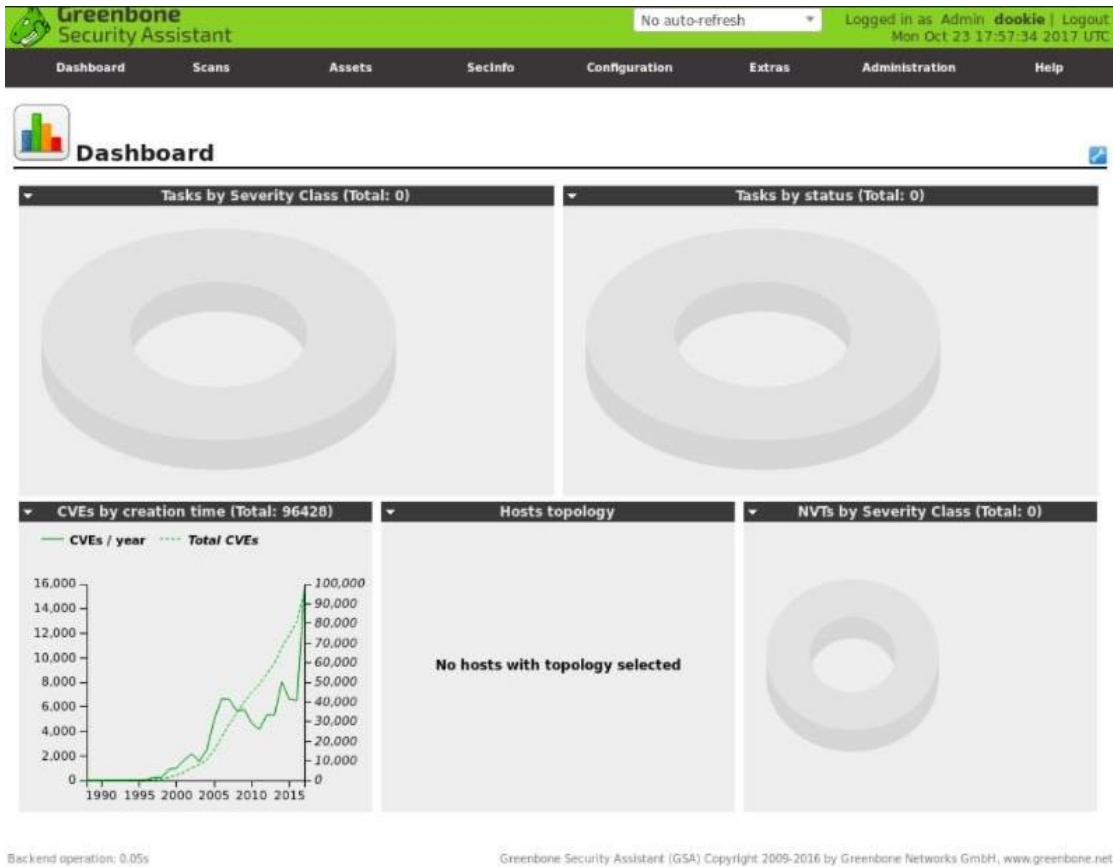 Greenbone
Security Assistant
No auto-refresh
Logged in as Admin dookie | Logout
Mon Oct 23 17:57:34 2017 UTC
Dashboard Scans Assets SecInfo Configuration Extras Administration Help
Dashboard
Tasks by Severity Class (Total: 0)
Tasks by status (Total: 0)
CVEs by creation time (Total: 96428)
CVEs / year Total CVEs
16,000
14,000
12,000
10,000
8,000
6,000
4,000
2,000
0
100,000
90,000
80,000
70,000
60,000
50,000
40,000
30,000
20,000
10,000
0
1990 1995 2000 2005 2010 2015
Hosts topology
No hosts with topology selected
NVTs by Severity Class (Total: 0)
Backend operation: 0.05s
Greenbone Security Assistant (GSA) Copyright 2009-2016 by Greenbone Networks GmbH, www.greenbone.net